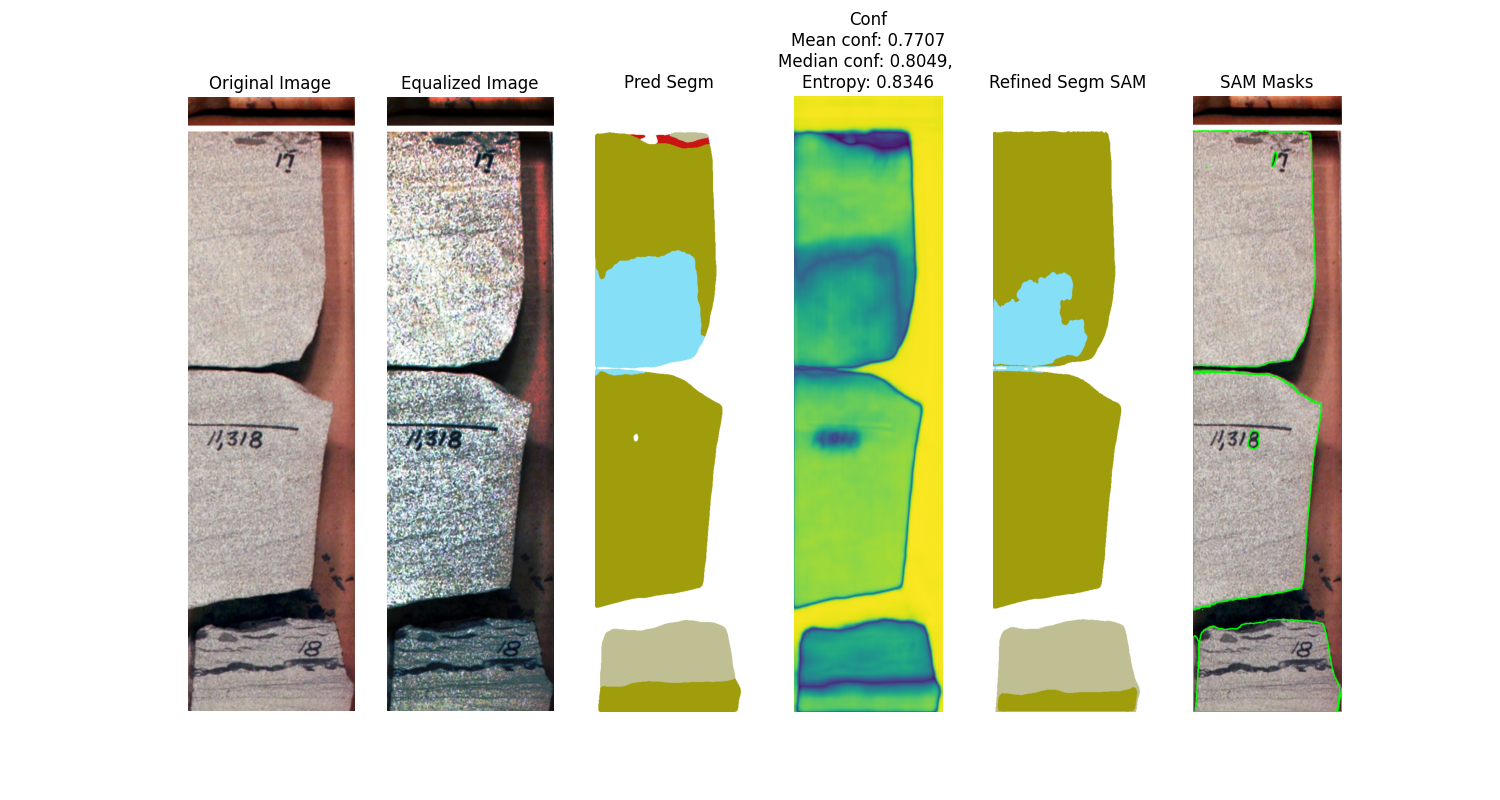 Conf
Mean conf: 0.7707
Median conf: 0.8049,
Entropy: 0.8346
Original Image
Equalized Image
Pred Segm
Refined Segm SAM
SAM Masks
17
17
17
11,318
11,318
11,318
18
18
18